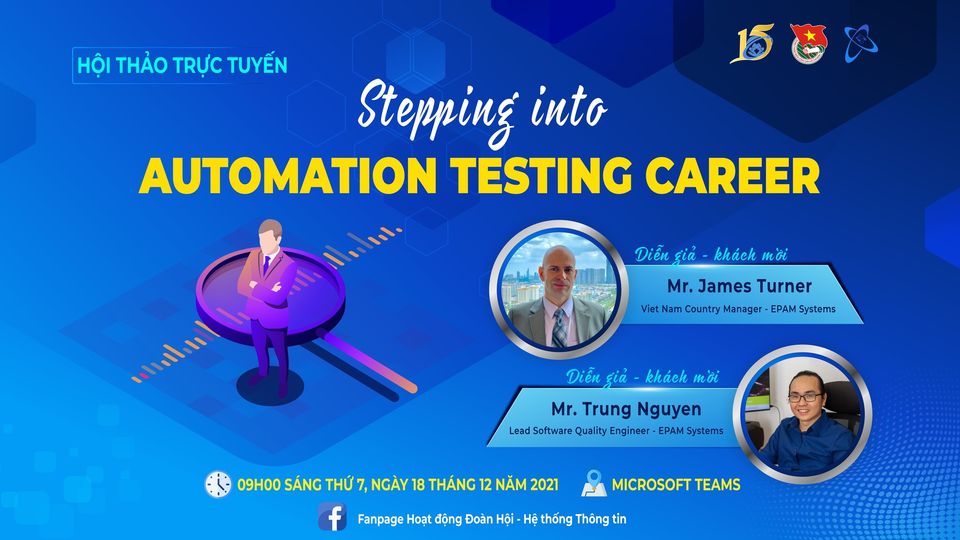 HỘI THẢO TRỰC TUYẾN
15
Stepping into
AUTOMATION TESTING CAREER
Diễn giả - khách mời
Mr. James Turner
Viet Nam Country Manager - EPAM Systems
Diễn giả - khách mời
Mr. Trung Nguyen
Lead Software Quality Engineer - EPAM Systems
09H00 SÁNG THỨ 7, NGÀY 18 THÁNG 12 NĂM 2021
MICROSOFT TEAMS
Fanpage Hoạt động Đoàn Hội - Hệ thống Thông tin